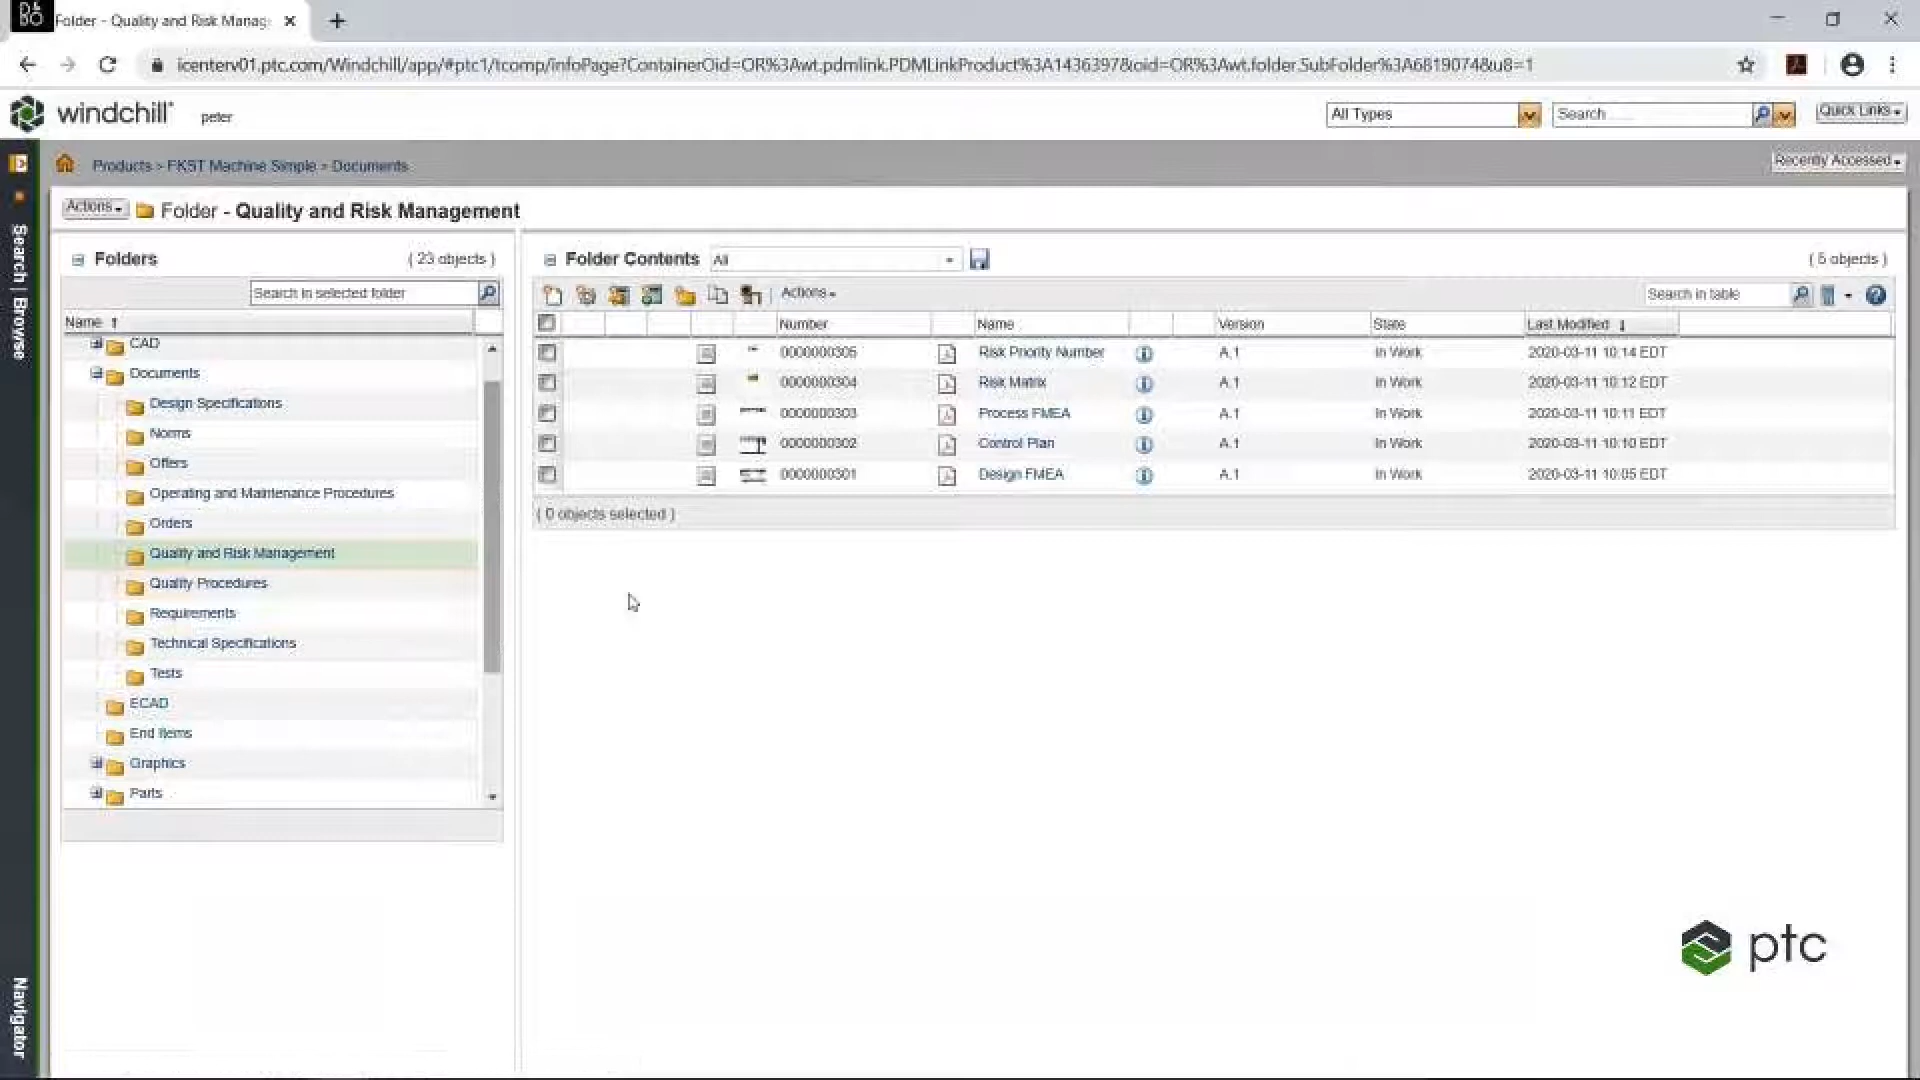 DABO
Folder - Quality and Risk Manag
icenterv01.ptc.com/Windchill/app/#ptc1/tcomp/infoPage?ContainerOid=OR%3Awt.pdmlink.PDMLinkProduct%3A1436397&oid=OR%3Awt.folder.SubFolder%3A6819074&u8=1
windchill peter All Types Search ...... Quick Links
Products > FKST Machine Simple > Documents Recently Accessed
Actions Folder - Quality and Risk Management
Search | Browse
Navigator
Folders ( 23 objects )
Search in selected folder
Name
CAD
Documents
Design Specifications
Norms
Offers
Operating and Maintenance Procedures
Orders
Quality and Risk Management
Quality Procedures
Requirements
Technical Specifications
Tests
ECAD
End Items
Graphics
Parts
Folder Contents All ( 5 objects )
Actions Search in table
Number Name Version State Last Modified
0000000305 Risk Priority Number A.1 In Work 2020-03-11 10:14 EDT
0000000304 Risk Matrix A.1 In Work 2020-03-11 10:12 EDT
0000000303 Process FMEA A.1 In Work 2020-03-11 10:11 EDT
0000000302 Control Plan A.1 In Work 2020-03-11 10:10 EDT
0000000301 Design FMEA A.1 In Work 2020-03-11 10:05 EDT
( 0 objects selected )
ptc